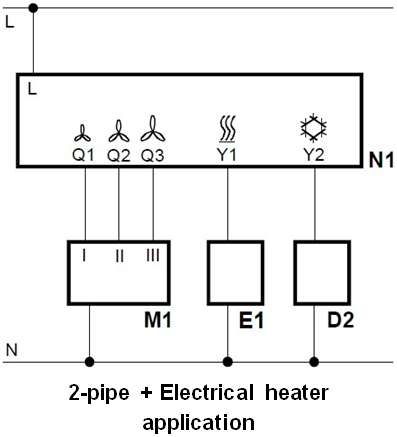 L
L
Q1 Q2 Q3 Y1 Y2
N1
I II III
M1 E1 D2
N
2-pipe + Electrical heater
application